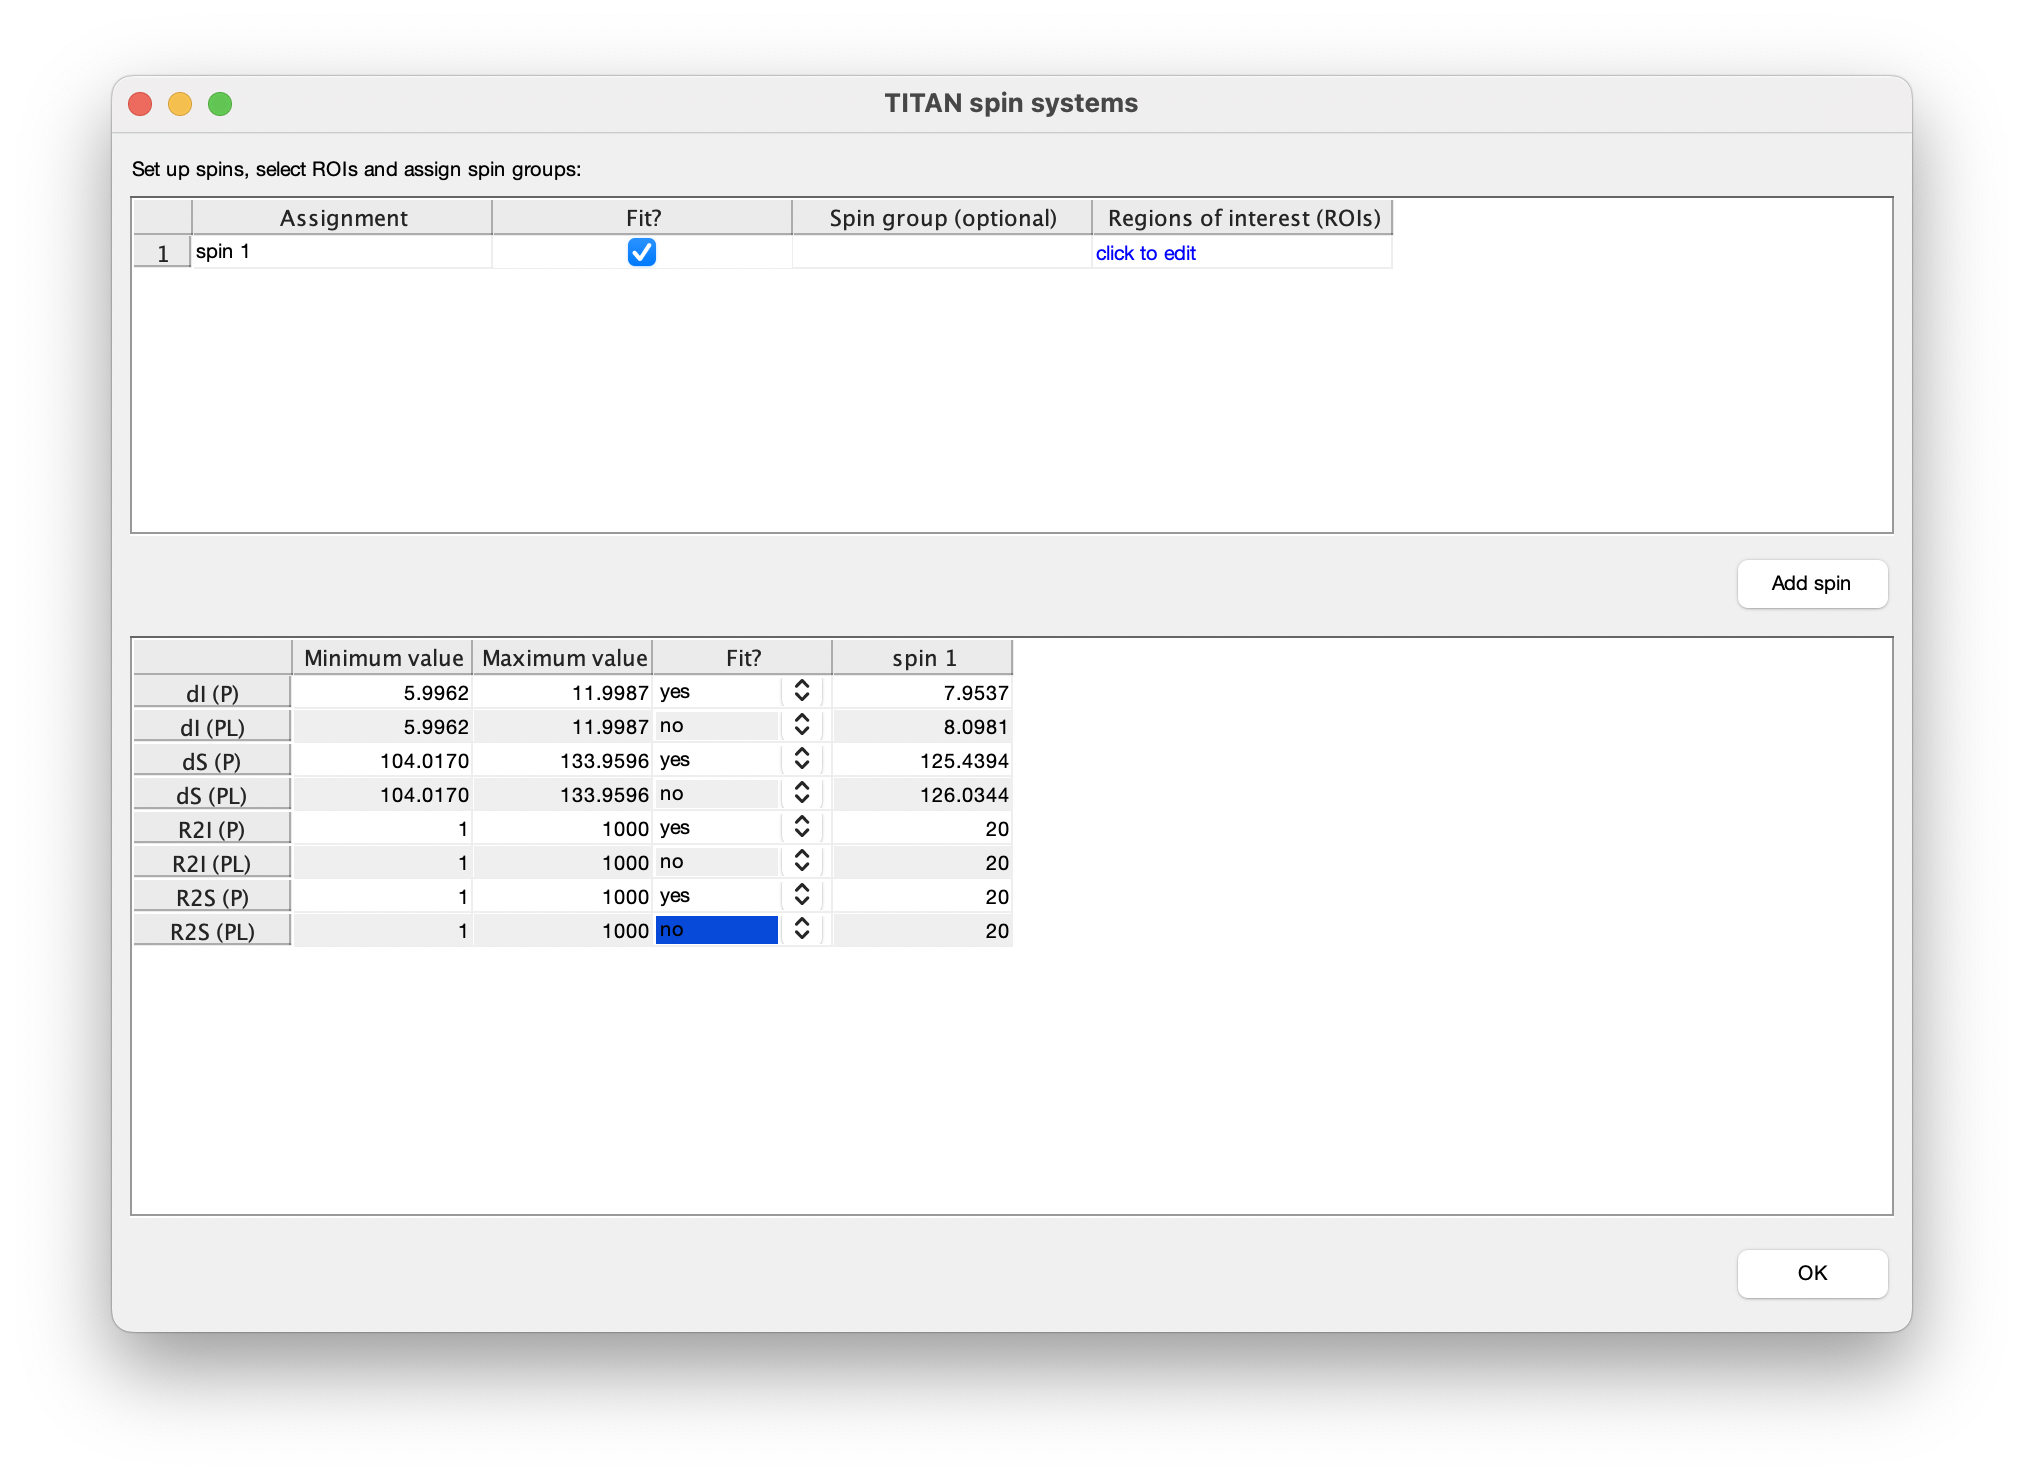 TITAN spin systems
Set up spins, select ROIs and assign spin groups:
Assignment Fit? Spin group (optional) Regions of interest (ROIs)
1 spin 1 click to edit
Add spin
Minimum value Maximum value Fit? spin 1
dI (P) 5.9962 11.9987 yes 7.9537
dI (PL) 5.9962 11.9987 no 8.0981
dS (P) 104.0170 133.9596 yes 125.4394
dS (PL) 104.0170 133.9596 no 126.0344
R2I (P) 1 1000 yes 20
R2I (PL) 1 1000 no 20
R2S (P) 1 1000 yes 20
R2S (PL) 1 1000 no 20
OK